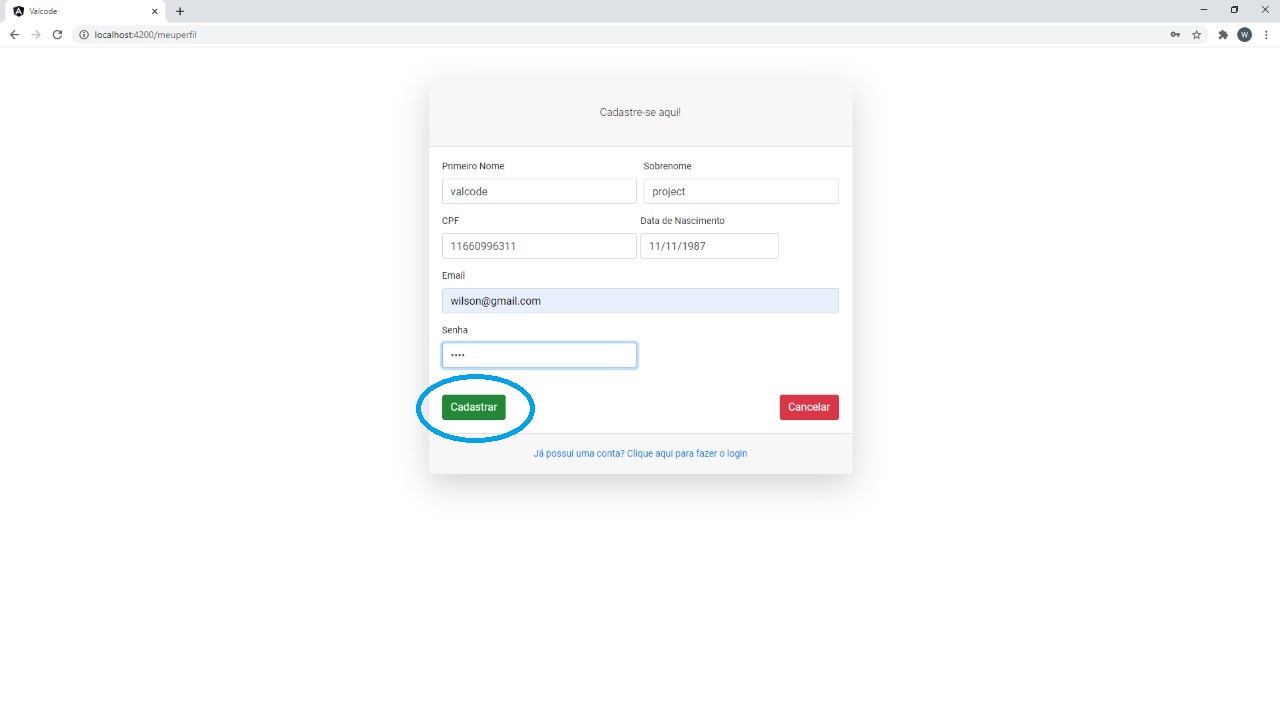 Valcode
localhost:4200/meuperfil
W
Cadastre-se aqui!
Primeiro Nome Sobrenome
valcode project
CPF Data de Nascimento
11660996311 11/11/1987
Email
wilson@gmail.com
Senha
••••
Cadastrar Cancelar
Já possui uma conta? Clique aqui para fazer o login